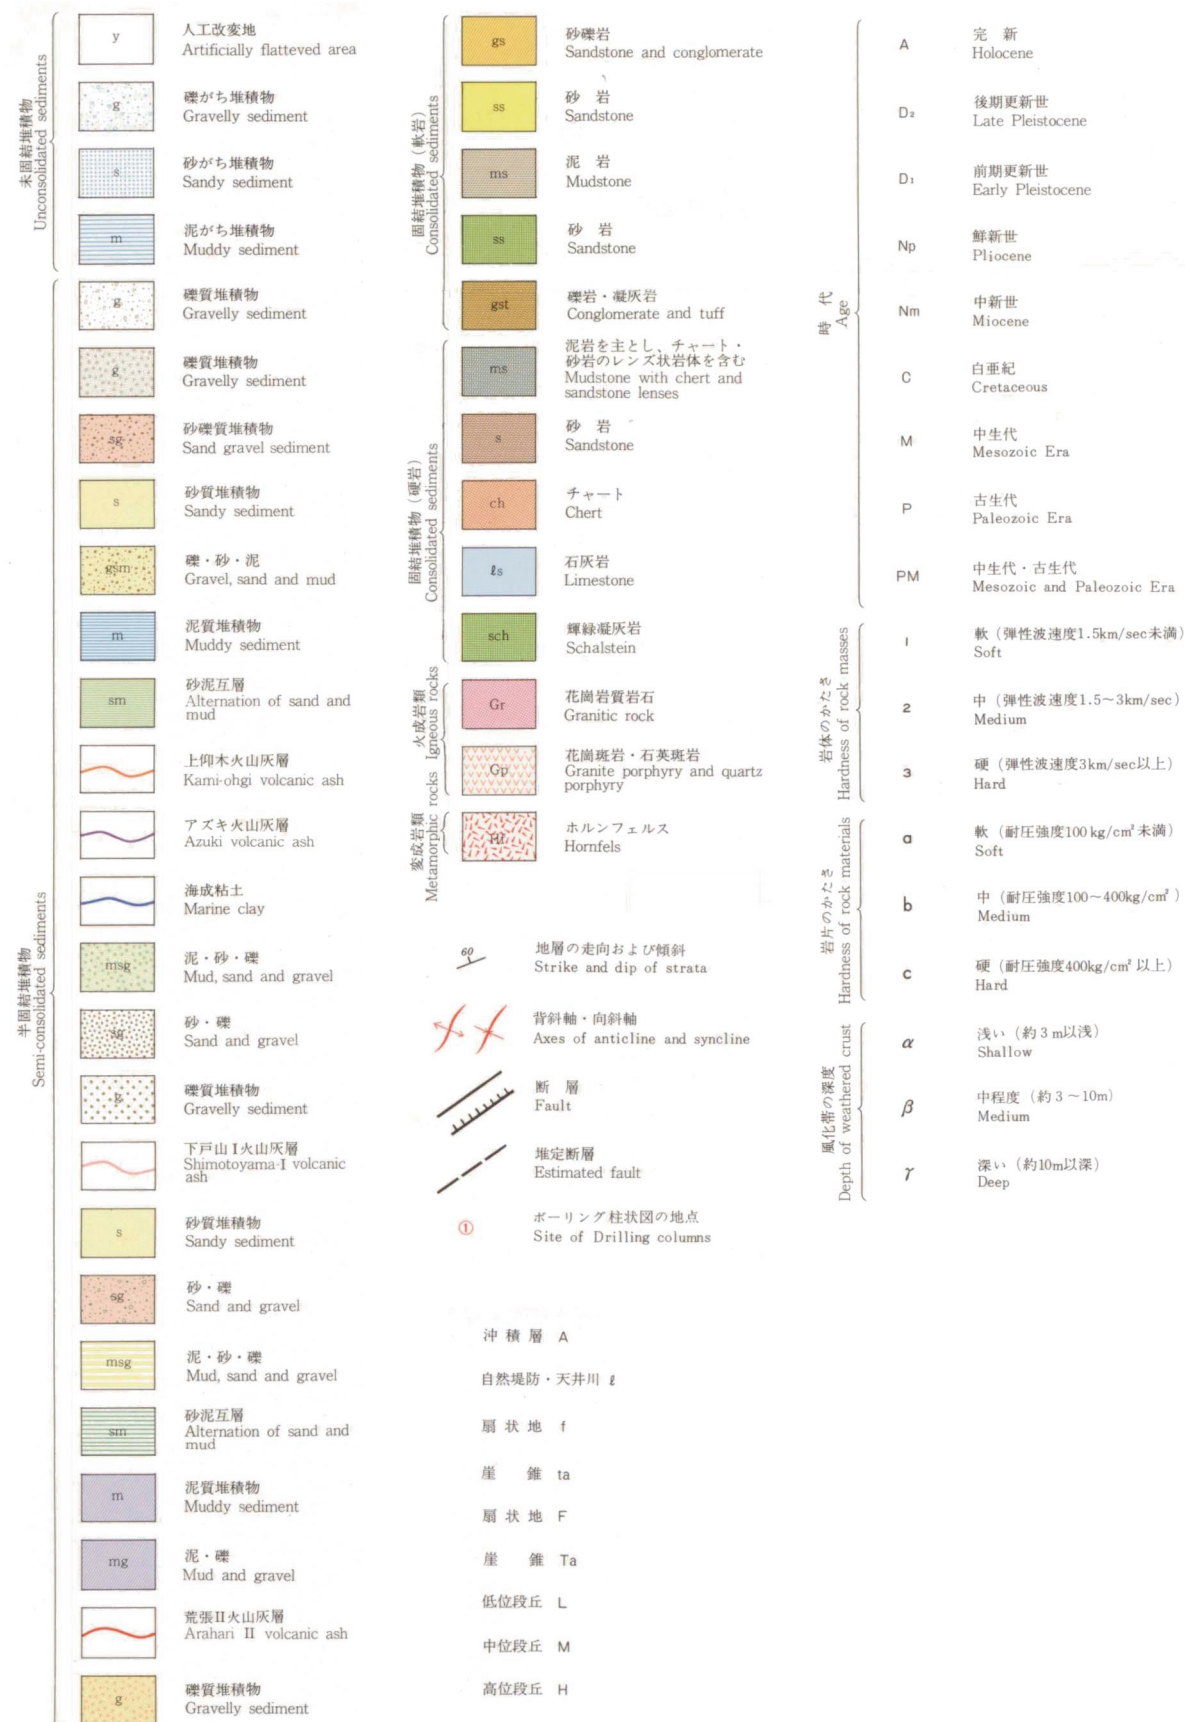 未固結堆積物
Unconsolidated sediments
y
人工改変地
Artificially flatteved area
g
礫がち堆積物
Gravelly sediment
s
砂がち堆積物
Sandy sediment
m
泥がち堆積物
Muddy sediment
半固結堆積物
Semi-consolidated sediments
g
礫質堆積物
Gravelly sediment
g
礫質堆積物
Gravelly sediment
sg
砂礫質堆積物
Sand gravel sediment
s
砂質堆積物
Sandy sediment
gsm
礫・砂・泥
Gravel, sand and mud
m
泥質堆積物
Muddy sediment
sm
砂泥互層
Alternation of sand and
mud
上仰木火山灰層
Kami-ohgi volcanic ash
アズキ火山灰層
Azuki volcanic ash
海成粘土
Marine clay
msg
泥・砂・礫
Mud, sand and gravel
sg
砂・礫
Sand and gravel
g
礫質堆積物
Gravelly sediment
下戸山I火山灰層
Shimotoyama-I volcanic
ash
s
砂質堆積物
Sandy sediment
sg
砂・礫
Sand and gravel
msg
泥・砂・礫
Mud, sand and gravel
sm
砂泥互層
Alternation of sand and
mud
m
泥質堆積物
Muddy sediment
mg
泥・礫
Mud and gravel
荒張II火山灰層
Arahari II volcanic ash
g
礫質堆積物
Gravelly sediment
固結堆積物（軟岩）
Consolidated sediments
gs
砂礫岩
Sandstone and conglomerate
ss
砂 岩
Sandstone
ms
泥 岩
Mudstone
ss
砂 岩
Sandstone
gst
礫岩・凝灰岩
Conglomerate and tuff
固結堆積物（硬岩）
Consolidated sediments
ms
泥岩を主とし、チャート・
砂岩のレンズ状岩体を含む
Mudstone with chert and
sandstone lenses
s
砂 岩
Sandstone
ch
チャート
Chert
ℓs
石灰岩
Limestone
sch
輝緑凝灰岩
Schalstein
火成岩類
Igneous rocks
Gr
花崗岩質岩石
Granitic rock
Gp
花崗斑岩・石英斑岩
Granite porphyry and quartz
porphyry
変成岩類
Metamorphic rocks
Hf
ホルンフェルス
Hornfels
60
地層の走向および傾斜
Strike and dip of strata
背斜軸・向斜軸
Axes of anticline and syncline
断 層
Fault
堆定断層
Estimated fault
①
ボーリング柱状図の地点
Site of Drilling columns
沖積層 A
自然堤防・天井川 ℓ
扇状地 f
崖 錐 ta
扇状地 F
崖 錐 Ta
低位段丘 L
中位段丘 M
高位段丘 H
時代
Age
A
完 新
Holocene
D₂
後期更新世
Late Pleistocene
D₁
前期更新世
Early Pleistocene
Np
鮮新世
Pliocene
Nm
中新世
Miocene
C
白亜紀
Cretaceous
M
中生代
Mesozoic Era
P
古生代
Paleozoic Era
PM
中生代・古生代
Mesozoic and Paleozoic Era
岩体のかたさ
Hardness of rock masses
1
軟（弾性波速度1.5km/sec未満）
Soft
2
中（弾性波速度1.5～3km/sec）
Medium
3
硬（弾性波速度3km/sec以上）
Hard
岩片のかたさ
Hardness of rock materials
a
軟（耐圧強度100kg/cm²未満）
Soft
b
中（耐圧強度100～400kg/cm²）
Medium
c
硬（耐圧強度400kg/cm²以上）
Hard
風化帯の深度
Depth of weathered crust
α
浅い（約3m以浅）
Shallow
β
中程度（約3～10m）
Medium
γ
深い（約10m以深）
Deep